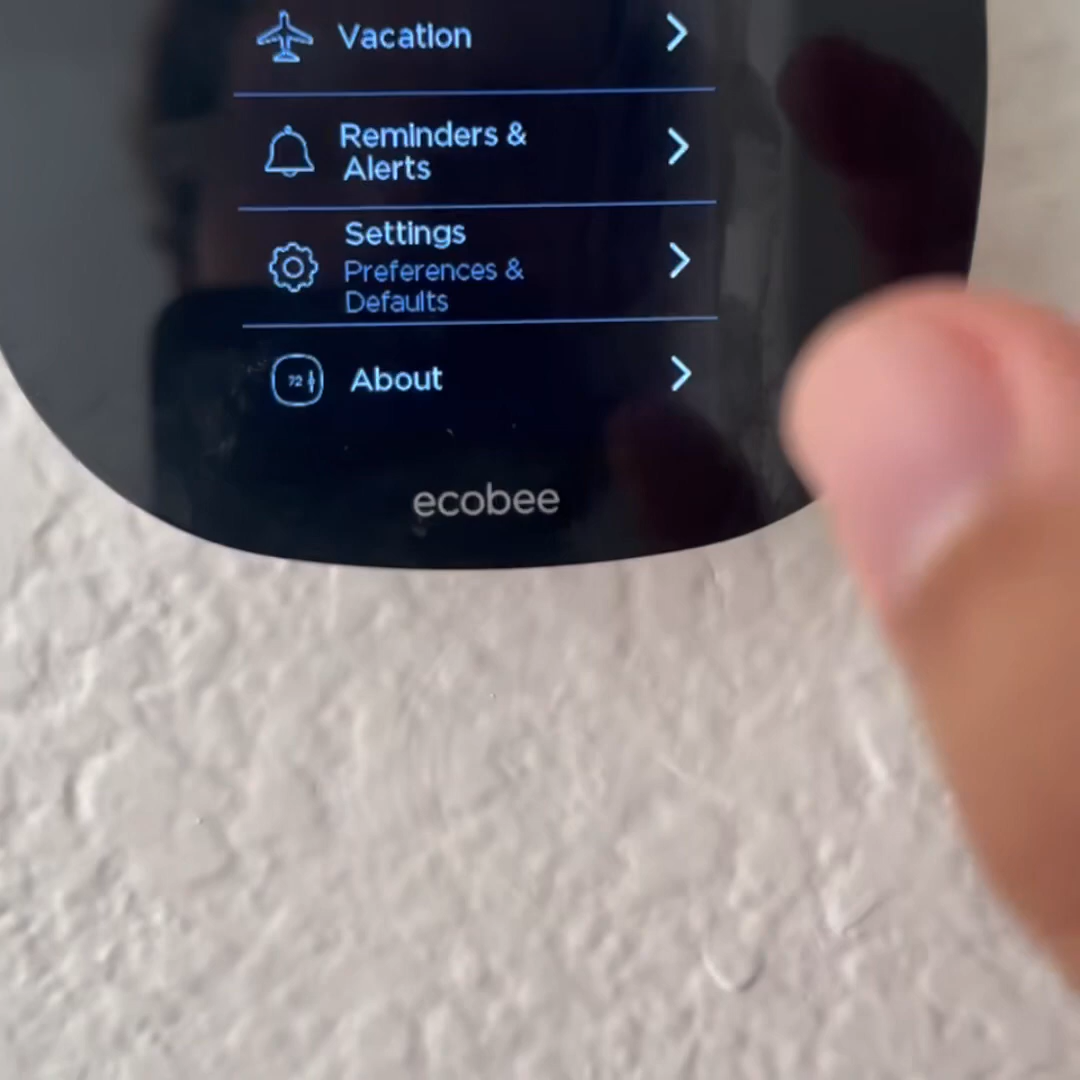 Vacation
Reminders &
Alerts
Settings
Preferences &
Defaults
72
About
ecobee